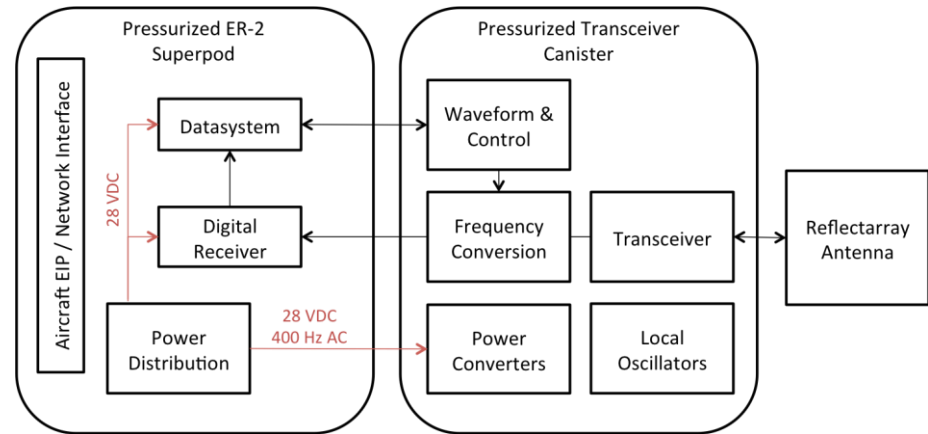 Pressurized ER-2
Superpod
Aircraft EIP / Network Interface
Datasystem
28 VDC
Digital
Receiver
Power
Distribution
28 VDC
400 Hz AC
Pressurized Transceiver
Canister
Waveform &
Control
Frequency
Conversion
Transceiver
Power
Converters
Local
Oscillators
Reflectarray
Antenna